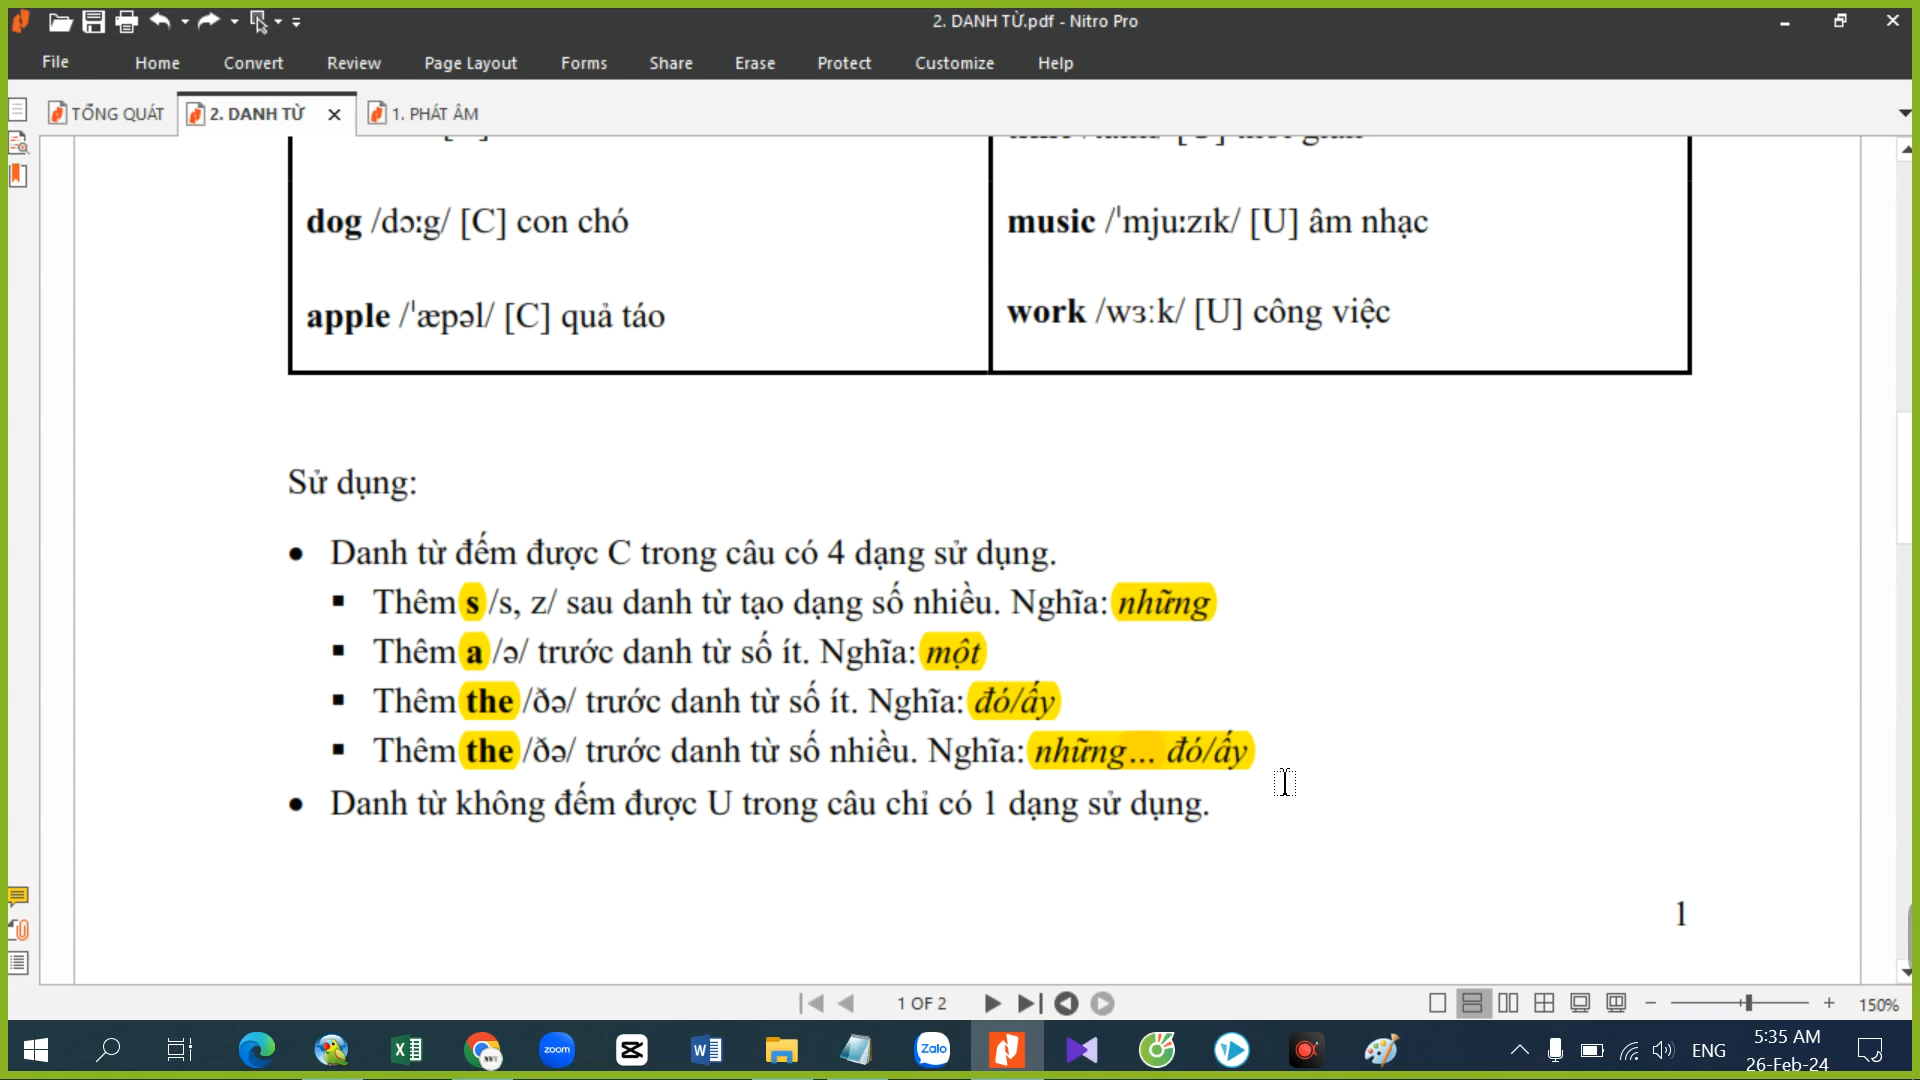 2. DANH TỪ.pdf - Nitro Pro
File Home Convert Review Page Layout Forms Share Erase Protect Customize Help
TỔNG QUÁT 2. DANH TỪ 1. PHÁT ÂM
dog /dɔːg/ [C] con chó
music /ˈmjuːzɪk/ [U] âm nhạc
apple /ˈæpəl/ [C] quả táo
work /wɜːk/ [U] công việc
Sử dụng:
• Danh từ đếm được C trong câu có 4 dạng sử dụng.
▪ Thêm s /s, z/ sau danh từ tạo dạng số nhiều. Nghĩa: những
▪ Thêm a /ə/ trước danh từ số ít. Nghĩa: một
▪ Thêm the /ðə/ trước danh từ số ít. Nghĩa: đó/ấy
▪ Thêm the /ðə/ trước danh từ số nhiều. Nghĩa: những... đó/ấy
• Danh từ không đếm được U trong câu chỉ có 1 dạng sử dụng.
1
1 OF 2
150%
zoom
Zalo
ENG
5:35 AM
26-Feb-24